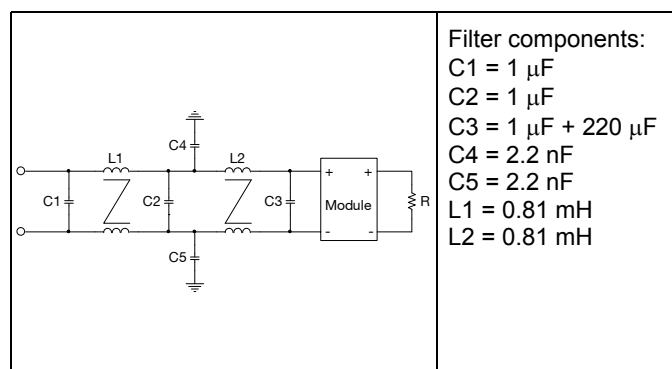 Filter components:
C1 = 1 μF
C2 = 1 μF
C3 = 1 μF + 220 μF
C4 = 2.2 nF
C5 = 2.2 nF
L1 = 0.81 mH
L2 = 0.81 mH
C4
L1
L2
+ +
C1
C2
C3
Module
R
- -
C5